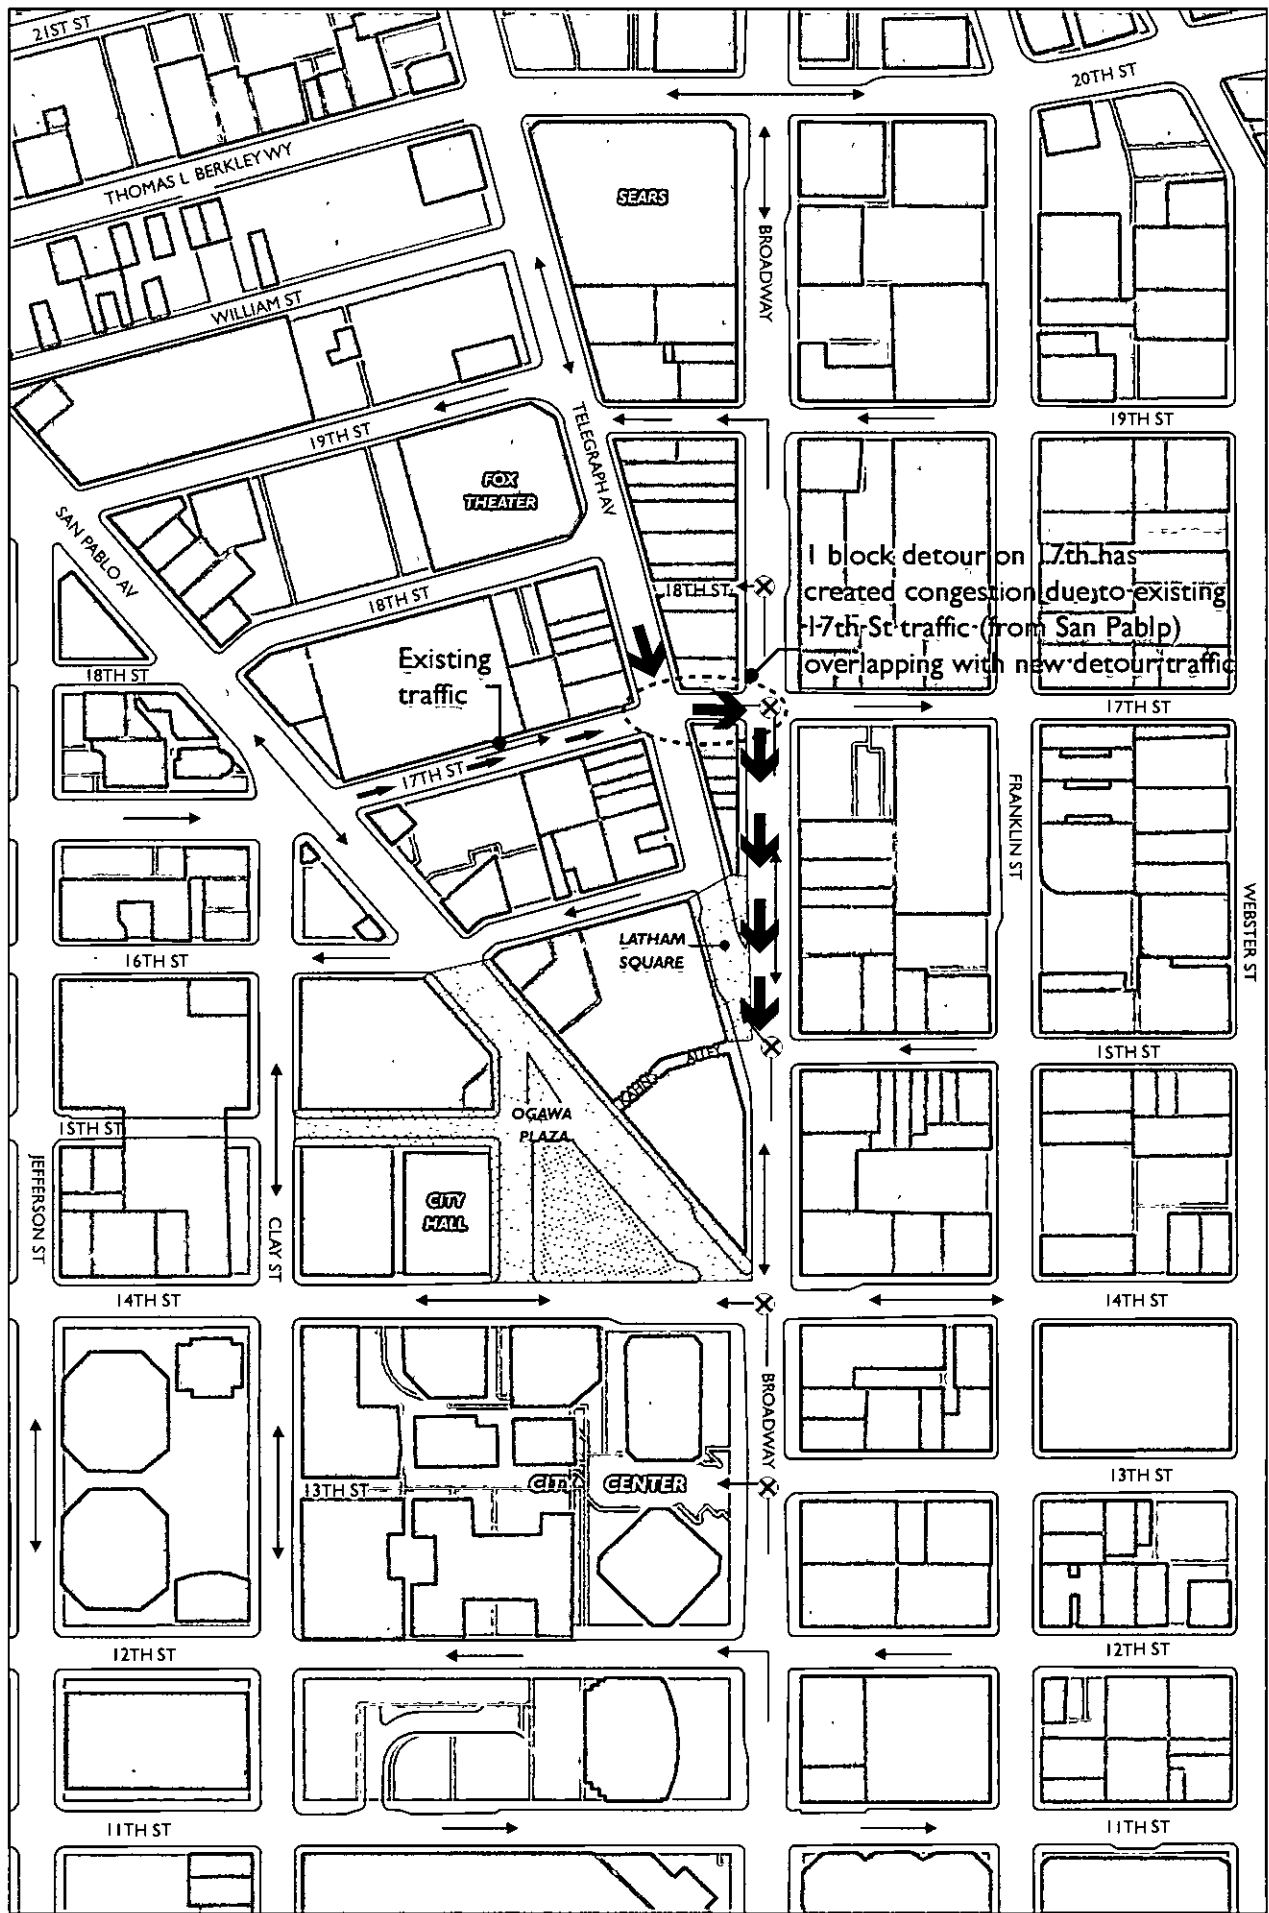 21ST ST
20TH ST
THOMAS L BERKLEY WY
SEARS
BROADWAY
WILLIAM ST
TELEGRAPH AV
19TH ST
19TH ST
FOX
THEATER
SAN PABLO AV
1 block detour on 17th has
created congestion due to existing
17th St traffic (from San Pablo)
overlapping with new detour traffic
18TH ST
18TH ST
18TH ST
Existing
traffic
17TH ST
17TH ST
FRANKLIN ST
WEBSTER ST
LATHAM
SQUARE
16TH ST
15TH ST
KAHN'S ALLEY
OGAWA
PLAZA
15TH ST
JEFFERSON ST
CLAY ST
CITY
HALL
14TH ST
14TH ST
BROADWAY
13TH ST
CITY CENTER
13TH ST
12TH ST
12TH ST
11TH ST
11TH ST